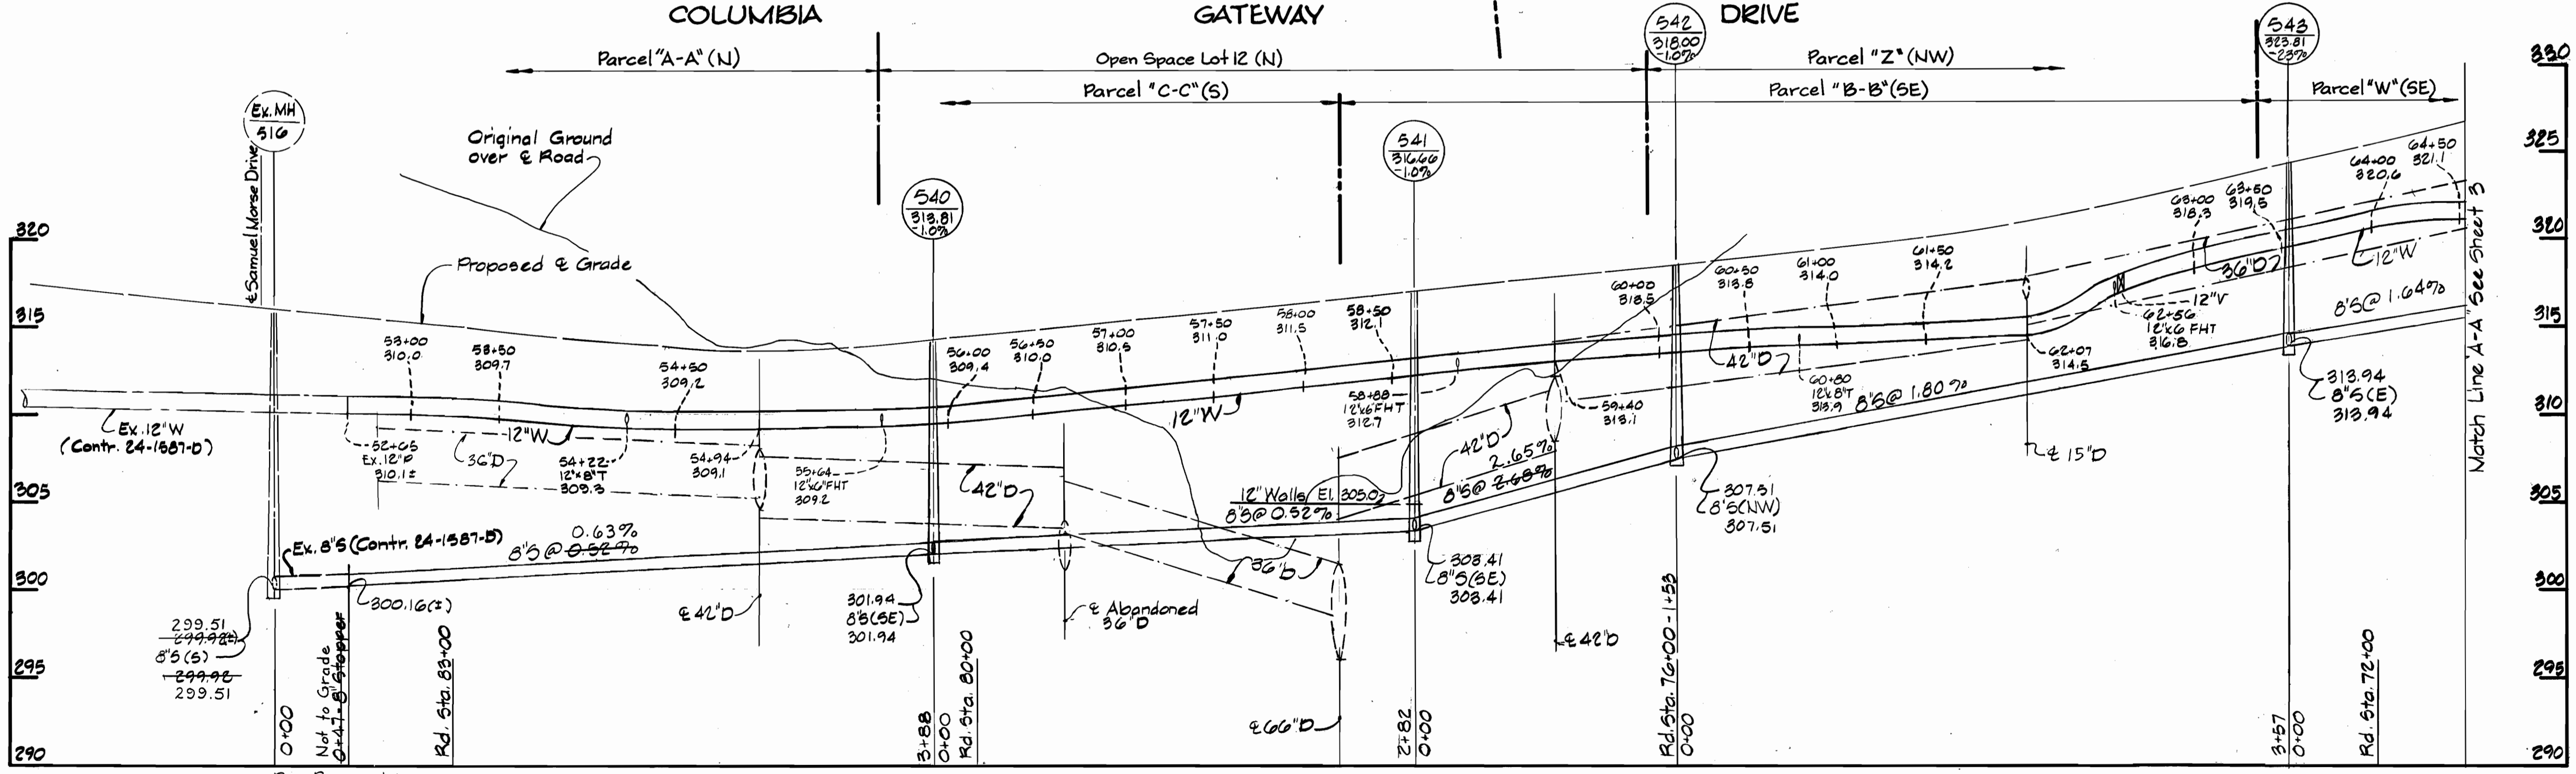 COLUMBIA GATEWAY DRIVE
Parcel "A-A" (N)
Open Space Lot 12 (N)
Parcel "Z" (NW)
Parcel "C-C" (S)
Parcel "B-B" (SE)
Parcel "W" (SE)
Ex. MH
516
540
313.81
-1.0%
541
316.66
-1.0%
542
318.00
-1.0%
543
323.81
-2.3%
330
325
320
315
310
305
300
295
290
320
315
310
305
300
295
290
℄ Samuel Morse Drive
Original Ground
over ℄ Road
Proposed ℄ Grade
Ex. 12"W
(Contr. 24-1587-D)
52+65
310.1±
53+00
310.0
53+50
309.7
36"D
12"W
54+22
12"x8"T
309.3
54+50
309.2
54+94
309.1
55+64
12"x6"FHT
309.2
56+00
309.4
56+50
310.0
57+00
310.5
57+50
311.0
58+00
311.5
58+50
312.1
12"W
58+88
12"x6"FHT
312.7
59+40
313.1
60+00
313.5
60+50
313.8
60+80
12"x8"T
313.9
61+00
314.0
61+50
314.2
62+07
314.5
62+56
12"x6"FHT
316.8
12"V
63+00
318.3
63+50
319.5
64+00
320.6
64+50
321.1
36"D
12"W
8"S@ 1.64%
42"D
42"D
12"Walls El. 305.0
8"S@ 0.52%
42"D
2.65%
8"S@ 2.68%
8"S@ 1.80%
℄ 15"D
Ex. 8"S (Contr. 24-1587-D)
0.63%
8"S@ 0.52%
300.16(±)
299.51
8"S(S)
299.92
299.51
301.94
8"S(SE)
301.94
303.41
8"S(SE)
303.41
307.51
8"S(NW)
307.51
313.94
8"S(E)
313.94
℄ 42"D
℄ Abandoned
36"D
36"D
℄ 66"D
℄ 42"D
0+00
Not to Grade
0+47-8" Stopper
Rd. Sta. 83+00
3+88
0+00
Rd. Sta. 80+00
2+82
0+00
Rd. Sta. 76+00-1+53
0+00
3+57
0+00
Rd. Sta. 72+00
Match Line "A-A" See Sheet 3